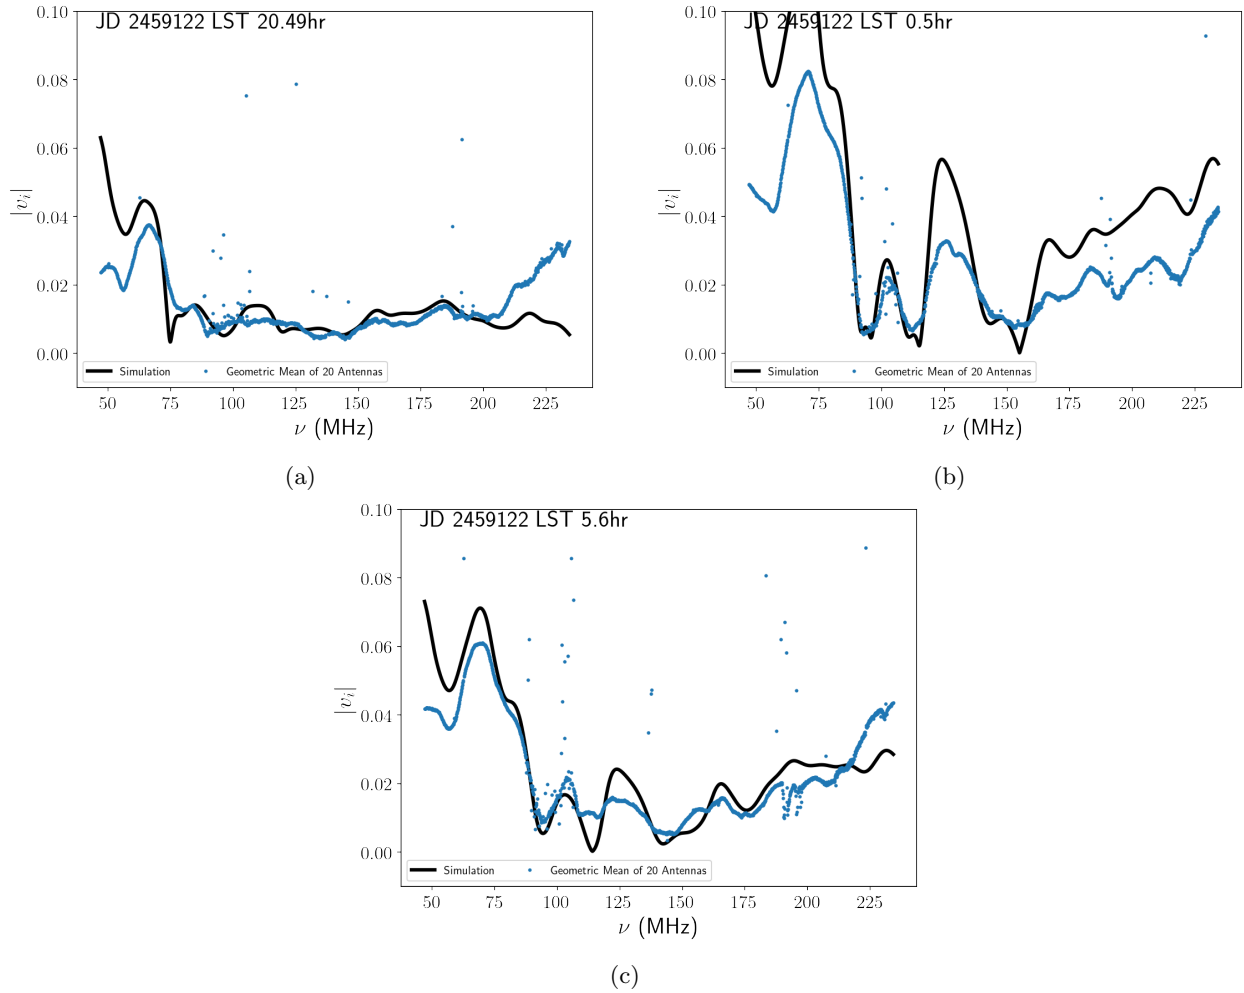 JD 2459122 LST 20.49hr
0.10
0.08
0.06
0.04
0.02
0.00
|v_i|
Simulation
Geometric Mean of 20 Antennas
50 75 100 125 150 175 200 225
ν (MHz)
(a)
JD 2459122 LST 0.5hr
0.10
0.08
0.06
0.04
0.02
0.00
|v_i|
Simulation
Geometric Mean of 20 Antennas
50 75 100 125 150 175 200 225
ν (MHz)
(b)
JD 2459122 LST 5.6hr
0.10
0.08
0.06
0.04
0.02
0.00
|v_i|
Simulation
Geometric Mean of 20 Antennas
50 75 100 125 150 175 200 225
ν (MHz)
(c)